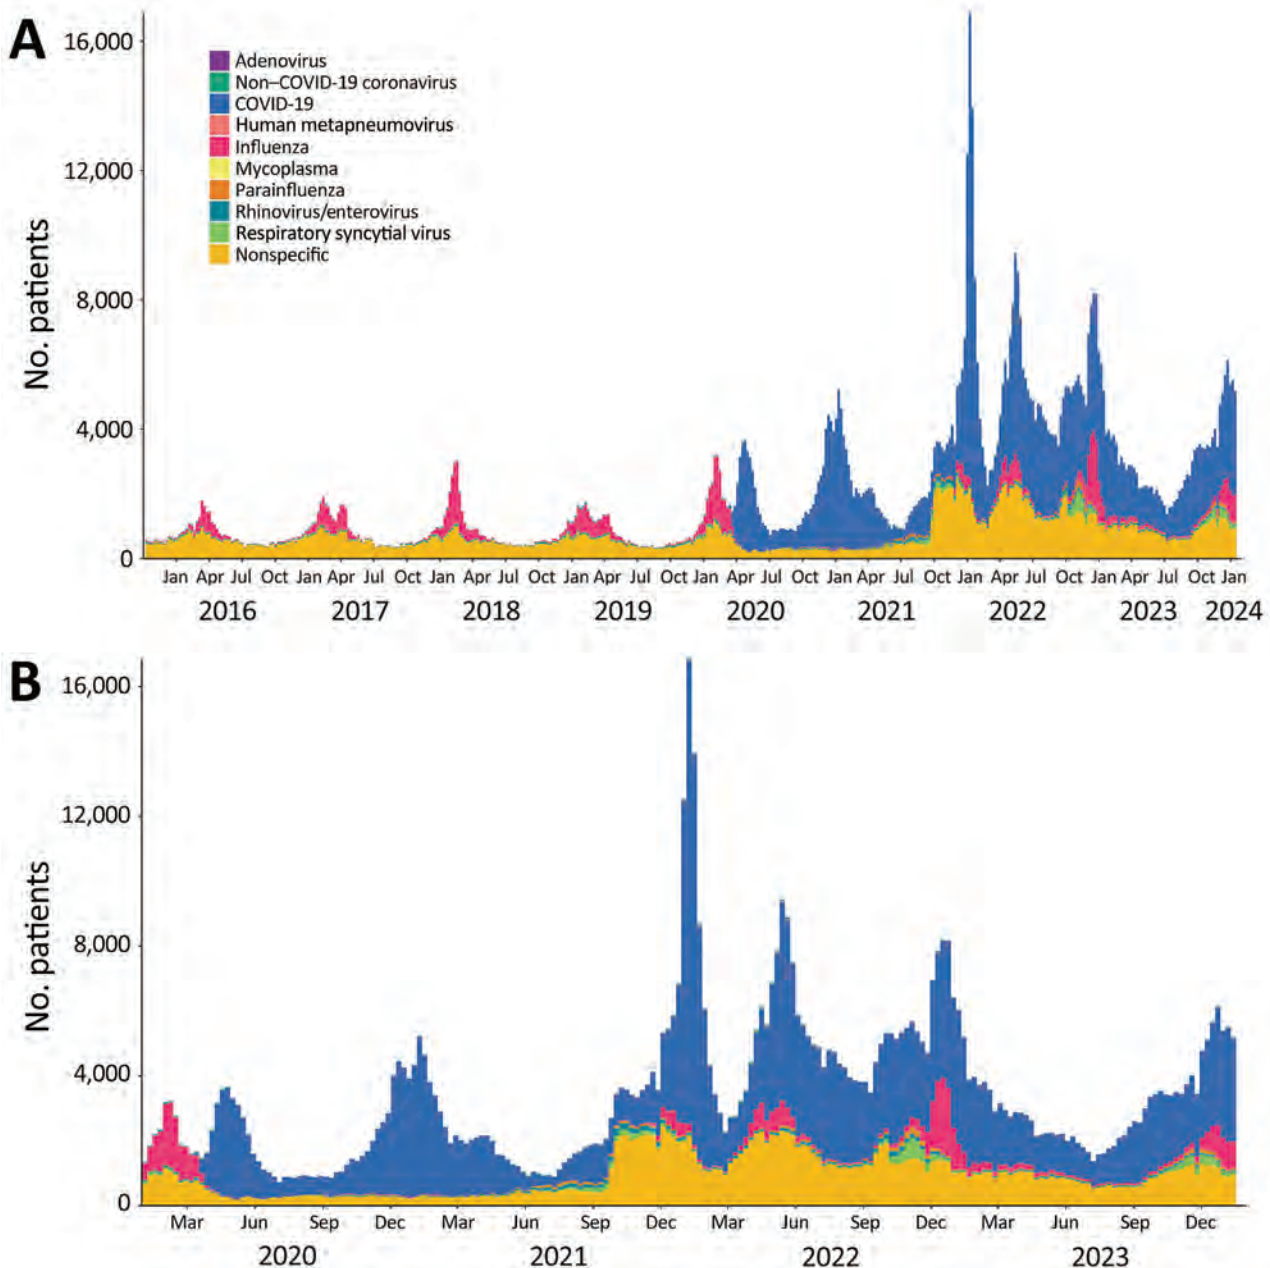 A
16,000
12,000
8,000
4,000
0
No. patients
Adenovirus
Non–COVID-19 coronavirus
COVID-19
Human metapneumovirus
Influenza
Mycoplasma
Parainfluenza
Rhinovirus/enterovirus
Respiratory syncytial virus
Nonspecific
Jan Apr Jul Oct Jan Apr Jul Oct Jan Apr Jul Oct Jan Apr Jul Oct Jan Apr Jul Oct Jan Apr Jul Oct Jan Apr Jul Oct Jan Apr Jul Oct Jan
2016 2017 2018 2019 2020 2021 2022 2023 2024
B
16,000
12,000
8,000
4,000
0
No. patients
Mar Jun Sep Dec Mar Jun Sep Dec Mar Jun Sep Dec Mar Jun Sep Dec
2020 2021 2022 2023